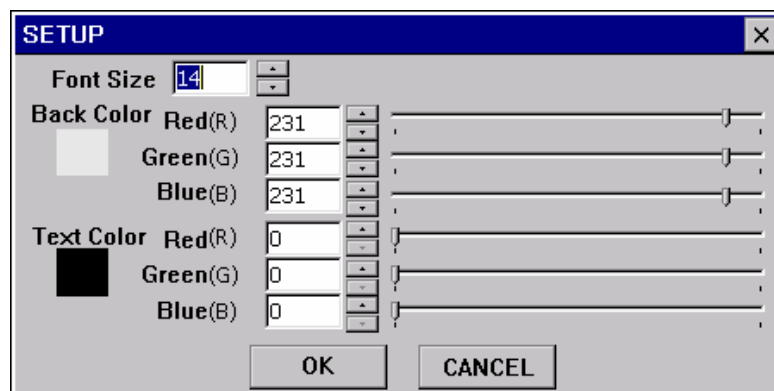 SETUP
Font Size 14
Back Color Red(R) 231
Green(G) 231
Blue(B) 231
Text Color Red(R) 0
Green(G) 0
Blue(B) 0
OK CANCEL